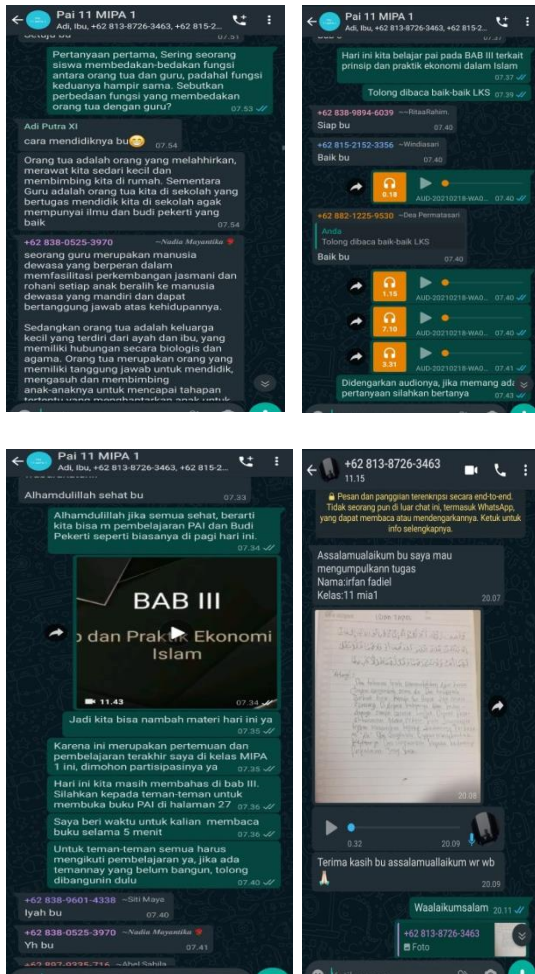 Pai 11 MIPA 1
Adi, Ibu, +62 813-8726-3463, +62 815-2...
Setuju bu
07.51
Pertanyaan pertama, Sering seorang
siswa membedakan-bedakan fungsi
antara orang tua dan guru, padahal fungsi
keduanya hampir sama. Sebutkan
perbedaan fungsi yang membedakan
orang tua dengan guru?
07.53
Adi Putra XI
cara mendidiknya bu😊
07.54
Orang tua adalah orang yang melahhirkan,
merawat kita sedari kecil dan
membimbing kita di rumah. Sementara
Guru adalah orang tua kita di sekolah yang
bertugas mendidik kita di sekolah agak
mempunyai ilmu dan budi pekerti yang
baik
07.54
+62 838-0525-3970 ~Nadia Mayantika
seorang guru merupakan manusia
dewasa yang berperan dalam
memfasilitasi perkembangan jasmani dan
rohani setiap anak beralih ke manusia
dewasa yang mandiri dan dapat
bertanggung jawab atas kehidupannya.
Sedangkan orang tua adalah keluarga
kecil yang terdiri dari ayah dan ibu, yang
memiliki hubungan secara biologis dan
agama. Orang tua merupakan orang yang
memiliki tanggung jawab untuk mendidik,
mengasuh dan membimbing
anak-anaknya untuk mencapai tahapan
tertentu yang menghantarkan anak untuk
Pai 11 MIPA 1
Adi, Ibu, +62 813-8726-3463, +62 815-2...
07.37
Hari ini kita belajar pai pada BAB III terkait
prinsip dan praktik ekonomi dalam Islam
07.37
Tolong dibaca baik-baik LKS 07.39
+62 838-9894-6039 ~~RitaaRahim.
Siap bu
07.40
+62 815-2152-3356 ~Windiasari
Baik bu
07.40
0.18
AUD-20210218-WA0... 07.40
+62 882-1225-9530 ~Dea Permatasari
Anda
Tolong dibaca baik-baik LKS
Baik bu
07.40
1.15
AUD-20210218-WA0... 07.40
7.10
AUD-20210218-WA0... 07.40
3.31
AUD-20210218-WA0... 07.41
Didengarkan audionya, jika memang ada
pertanyaan silahkan bertanya
07.43
Pai 11 MIPA 1
Adi, Ibu, +62 813-8726-3463, +62 815-2...
Alhamdulillah sehat bu
07.33
Alhamdulillah jika semua sehat, berarti
kita bisa m pembelajaran PAI dan Budi
Pekerti seperti biasanya di pagi hari ini.
07.34
BAB III
p dan Praktik Ekonomi
Islam
11.43
07.34
Jadi kita bisa nambah materi hari ini ya
07.35
Karena ini merupakan pertemuan dan
pembelajaran terakhir saya di kelas MIPA
1 ini, dimohon partisipasinya ya 07.35
Hari ini kita masih membahas di bab III.
Silahkan kepada teman-teman untuk
membuka buku PAI di halaman 27 07.36
Saya beri waktu untuk kalian membaca
buku selama 5 menit
07.36
Untuk teman-teman semua harus
mengikuti pembelajaran ya, jika ada
temannay yang belum bangun, tolong
dibangunin dulu
07.40
+62 838-9601-4338 ~Siti Maya
Iyah bu
07.40
+62 838-0525-3970 ~Nadia Mayantika
Yh bu
07.41
+62 897-9335-716 ~Abel Sabila
+62 813-8726-3463
11.15
Pesan dan panggilan terenkripsi secara end-to-end.
Tidak seorang pun di luar chat ini, termasuk WhatsApp,
yang dapat membaca atau mendengarkannya. Ketuk untuk
info selengkapnya.
Assalamualaikum bu saya mau
mengumpulkann tugas
Nama:irfan fadiel
Kelas:11 mia1
20.07
20.08
0.32
20.09
Terima kasih bu assalamuallaikum wr wb
🙏
20.09
Waalaikumsalam 20.11
+62 813-8726-3463
Foto